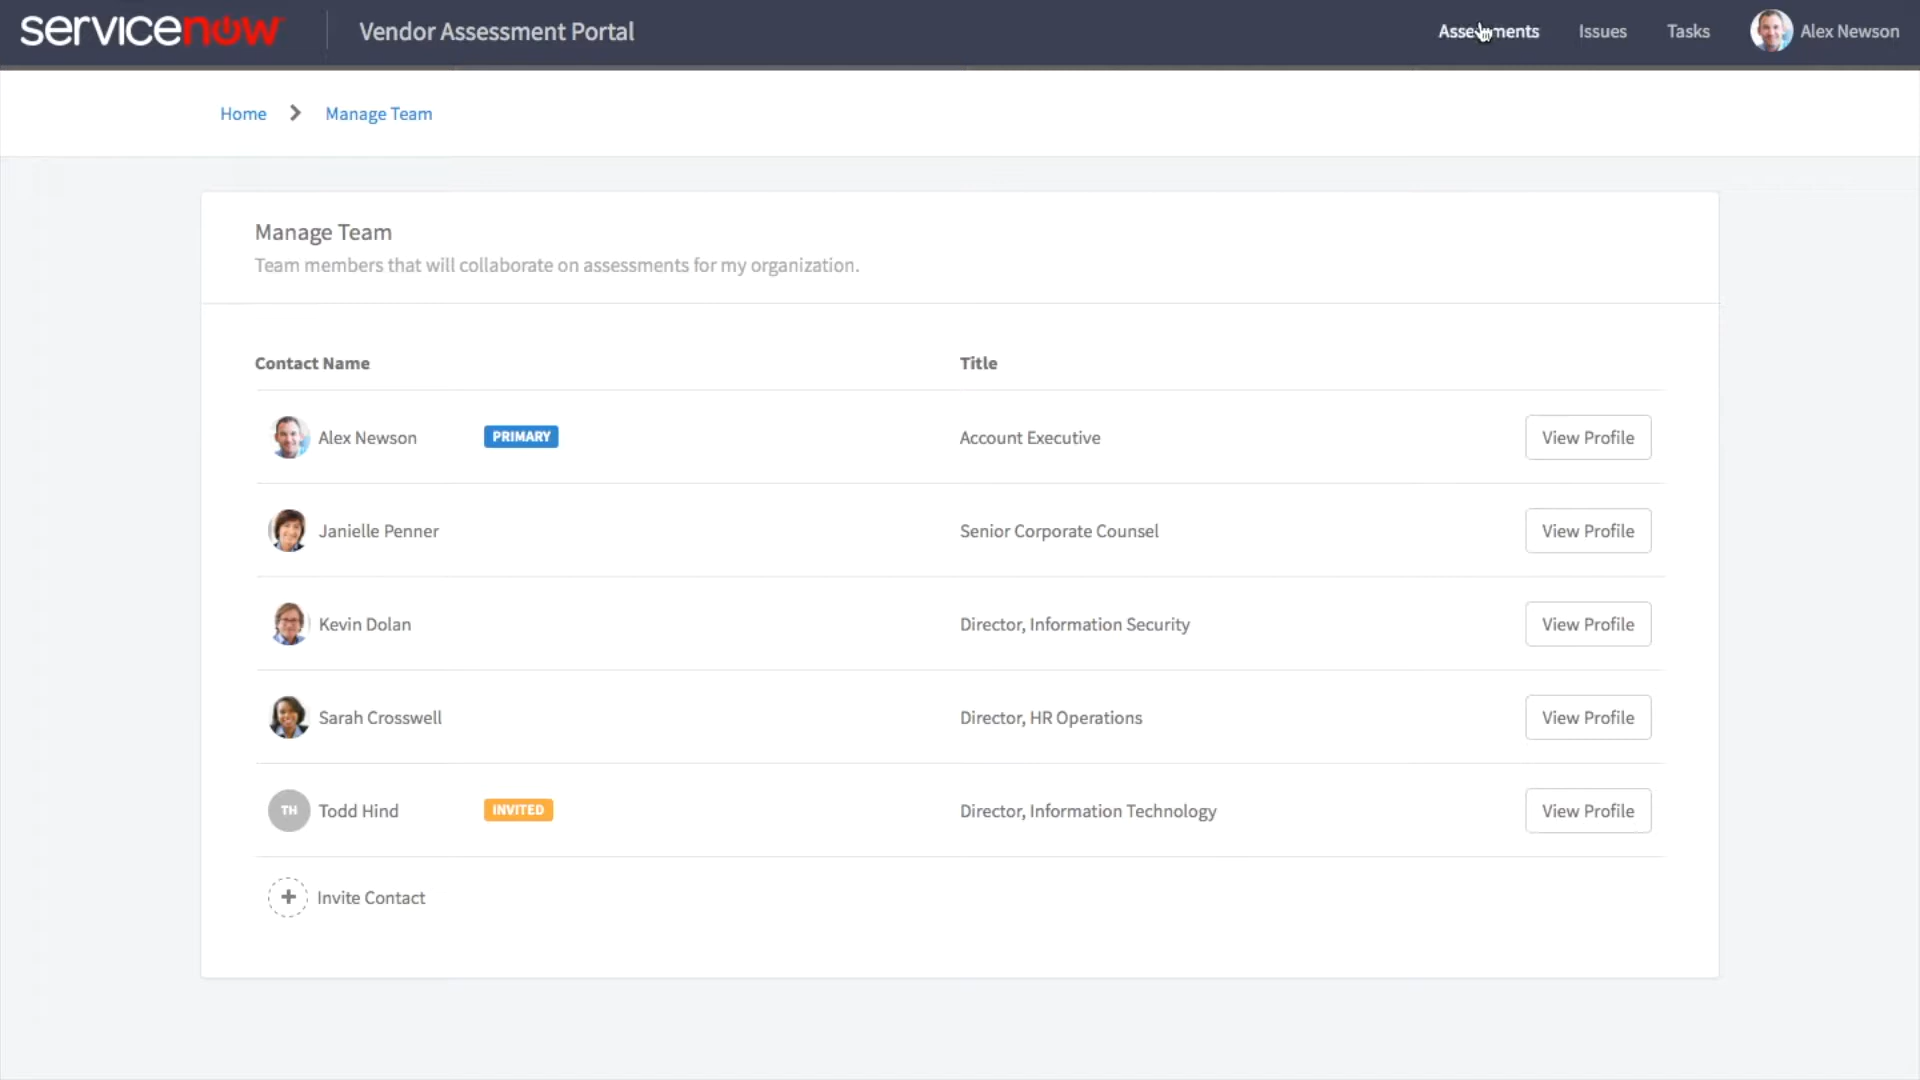 servicenow
Vendor Assessment Portal
Assessments
Issues
Tasks
Alex Newson
Home
Manage Team
Manage Team
Team members that will collaborate on assessments for my organization.
Contact Name
Title
Alex Newson
PRIMARY
Account Executive
View Profile
Janielle Penner
Senior Corporate Counsel
View Profile
Kevin Dolan
Director, Information Security
View Profile
Sarah Crosswell
Director, HR Operations
View Profile
TH
Todd Hind
INVITED
Director, Information Technology
View Profile
+ Invite Contact